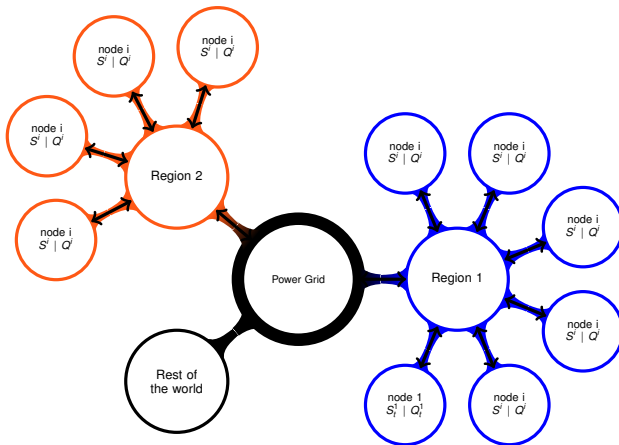 node i
S^i | Q^i
node i
S^i | Q^i
node i
S^i | Q^i
node i
S^i | Q^i
Region 2
node i
S^i | Q^i
node i
S^i | Q^i
node i
S^i | Q^i
Power Grid
Region 1
node i
S^i | Q^i
Rest of
the world
node 1
S_t^1 | Q_t^1
node i
S^i | Q^i